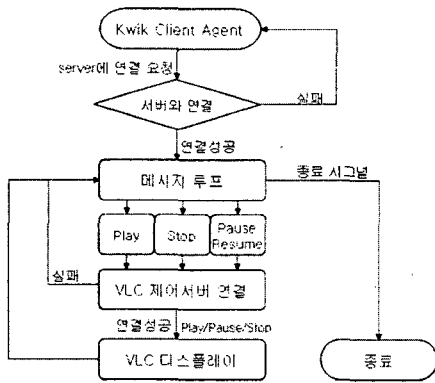 Kwik Client Agent
server에 연결 요청
서버와 연결
실패
연결성공
메시지 루프
종료 시그널
Play
Stop
Pause
Resume
실패
VLC 제어서버 연결
연결성공 Play/Pause/Stop
VLC 디스플레이
종료